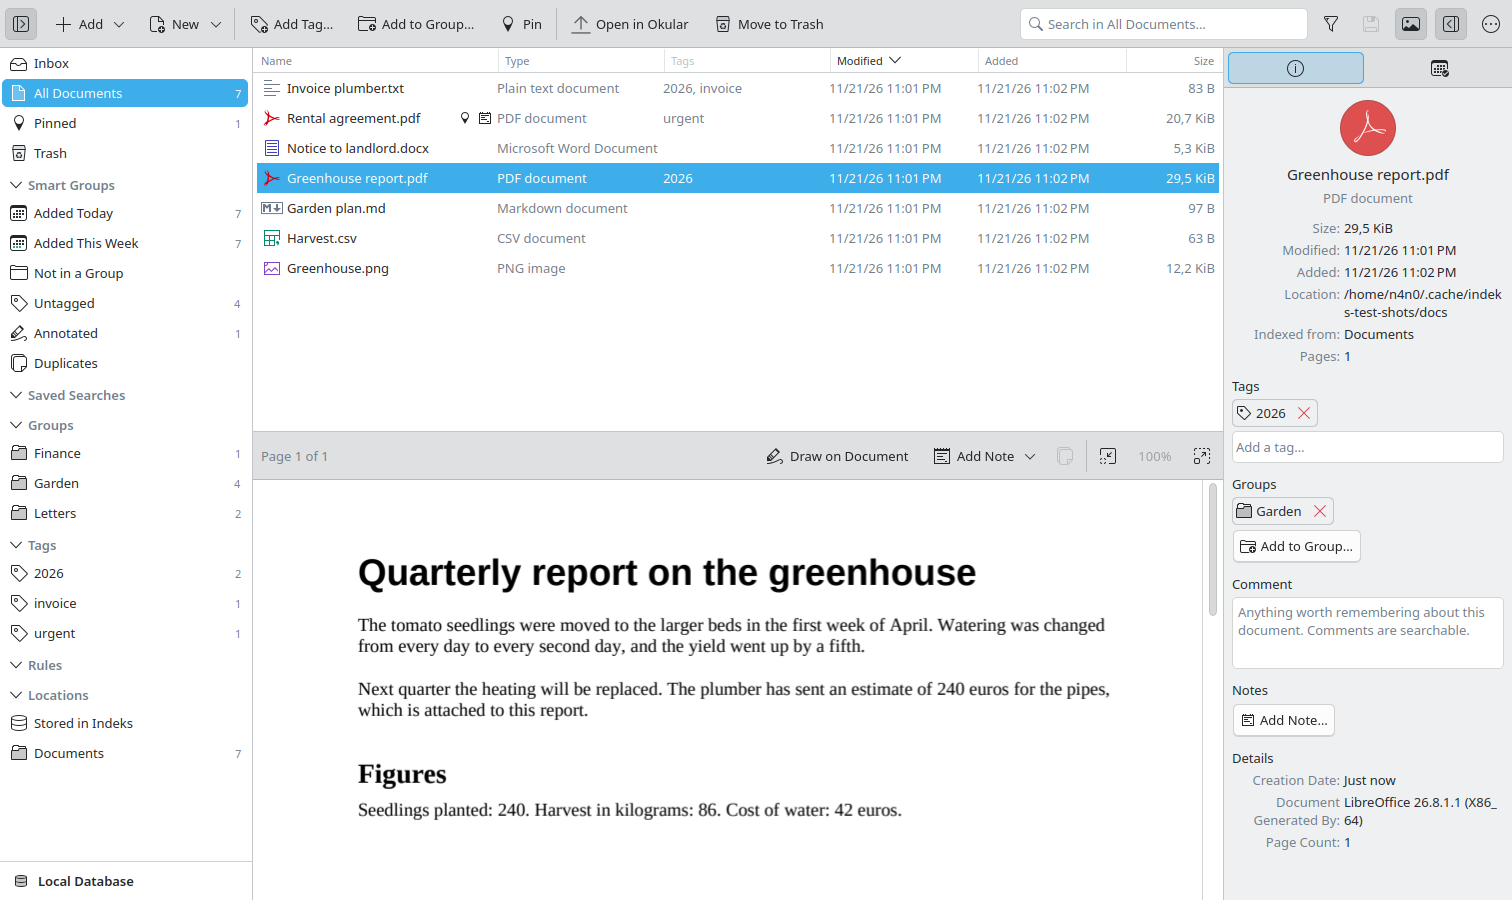 Add
New
Add Tag...
Add to Group...
Pin
Open in Okular
Move to Trash
Search in All Documents...
Inbox
All Documents 7
Pinned 1
Trash
Smart Groups
Added Today 7
Added This Week 7
Not in a Group
Untagged 4
Annotated 1
Duplicates
Saved Searches
Groups
Finance 1
Garden 4
Letters 2
Tags
2026 2
invoice 1
urgent 1
Rules
Locations
Stored in Indeks
Documents 7
Local Database
Name Type Tags Modified Added Size
Invoice plumber.txt Plain text document 2026, invoice 11/21/26 11:01 PM 11/21/26 11:02 PM 83 B
Rental agreement.pdf PDF document urgent 11/21/26 11:01 PM 11/21/26 11:02 PM 20,7 KiB
Notice to landlord.docx Microsoft Word Document 11/21/26 11:01 PM 11/21/26 11:02 PM 5,3 KiB
Greenhouse report.pdf PDF document 2026 11/21/26 11:01 PM 11/21/26 11:02 PM 29,5 KiB
Garden plan.md Markdown document 11/21/26 11:01 PM 11/21/26 11:02 PM 97 B
Harvest.csv CSV document 11/21/26 11:01 PM 11/21/26 11:02 PM 63 B
Greenhouse.png PNG image 11/21/26 11:01 PM 11/21/26 11:02 PM 12,2 KiB
Page 1 of 1
Draw on Document
Add Note
100%
Quarterly report on the greenhouse
The tomato seedlings were moved to the larger beds in the first week of April. Watering was changed
from every day to every second day, and the yield went up by a fifth.
Next quarter the heating will be replaced. The plumber has sent an estimate of 240 euros for the pipes,
which is attached to this report.
Figures
Seedlings planted: 240. Harvest in kilograms: 86. Cost of water: 42 euros.
Greenhouse report.pdf
PDF document
Size: 29,5 KiB
Modified: 11/21/26 11:01 PM
Added: 11/21/26 11:02 PM
Location: /home/n4n0/.cache/indek
s-test-shots/docs
Indexed from: Documents
Pages: 1
Tags
2026
Add a tag...
Groups
Garden
Add to Group...
Comment
Anything worth remembering about this
document. Comments are searchable.
Notes
Add Note...
Details
Creation Date: Just now
Document LibreOffice 26.8.1.1 (X86_
Generated By: 64)
Page Count: 1